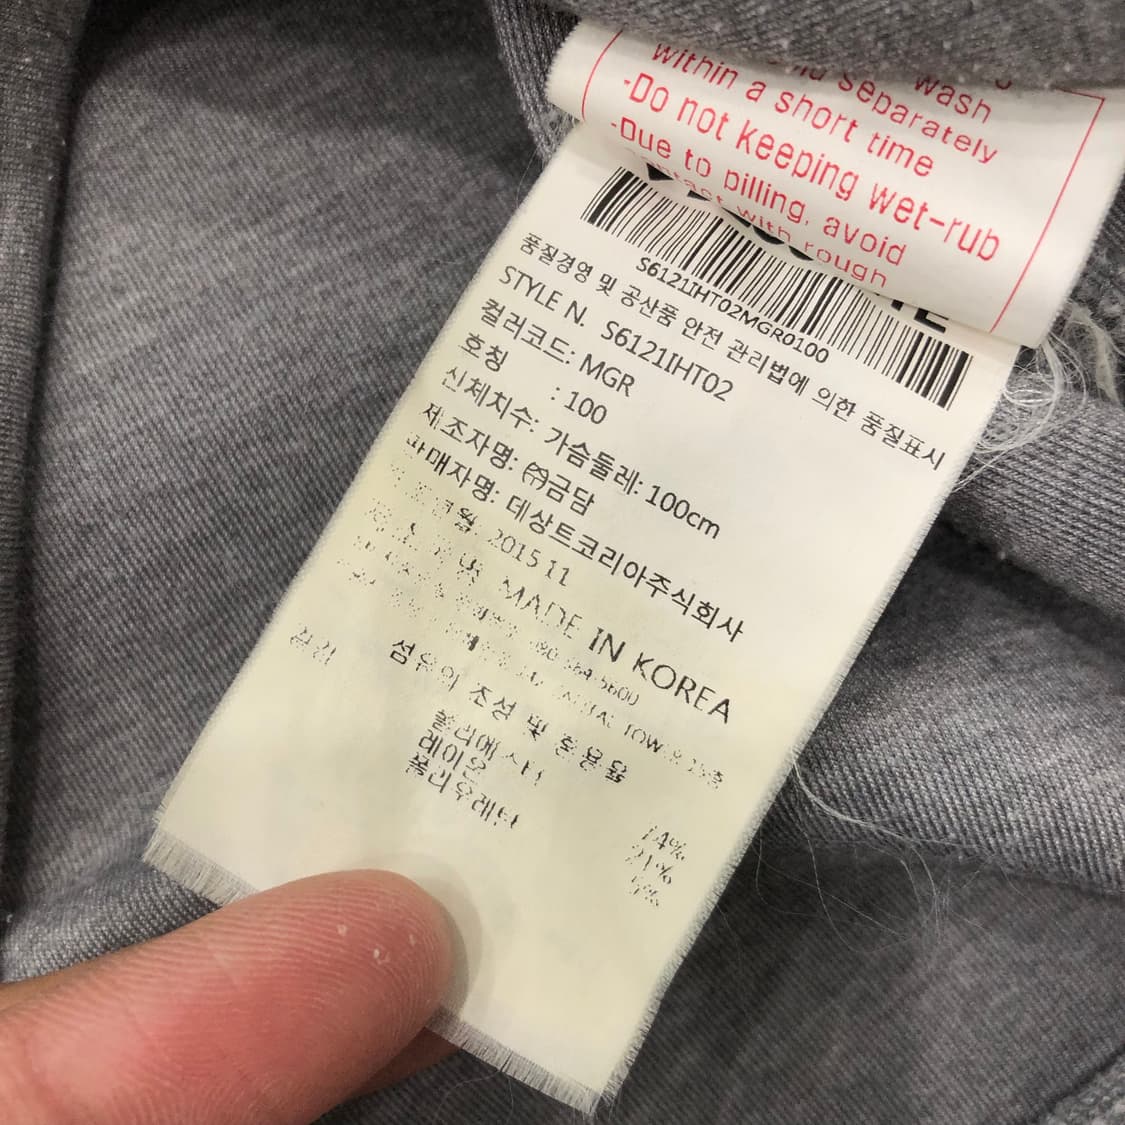 wash
separately
within a short time
-Do not keeping wet-rub
-Due to pilling, avoid
with rough
S6121IHT02MGR0100
품질경영 및 공산품 안전 관리법에 의한 품질표시
STYLE N. S6121IHT02
컬러코드: MGR
호칭 : 100
신체치수: 가슴둘레: 100cm
제조자명: ㈜금담
판매자명: 데상트코리아주식회사
2015 11
MADE IN KOREA
섬유의 조성 및 혼용율
폴리에스터
레이온
폴리우레탄
5%